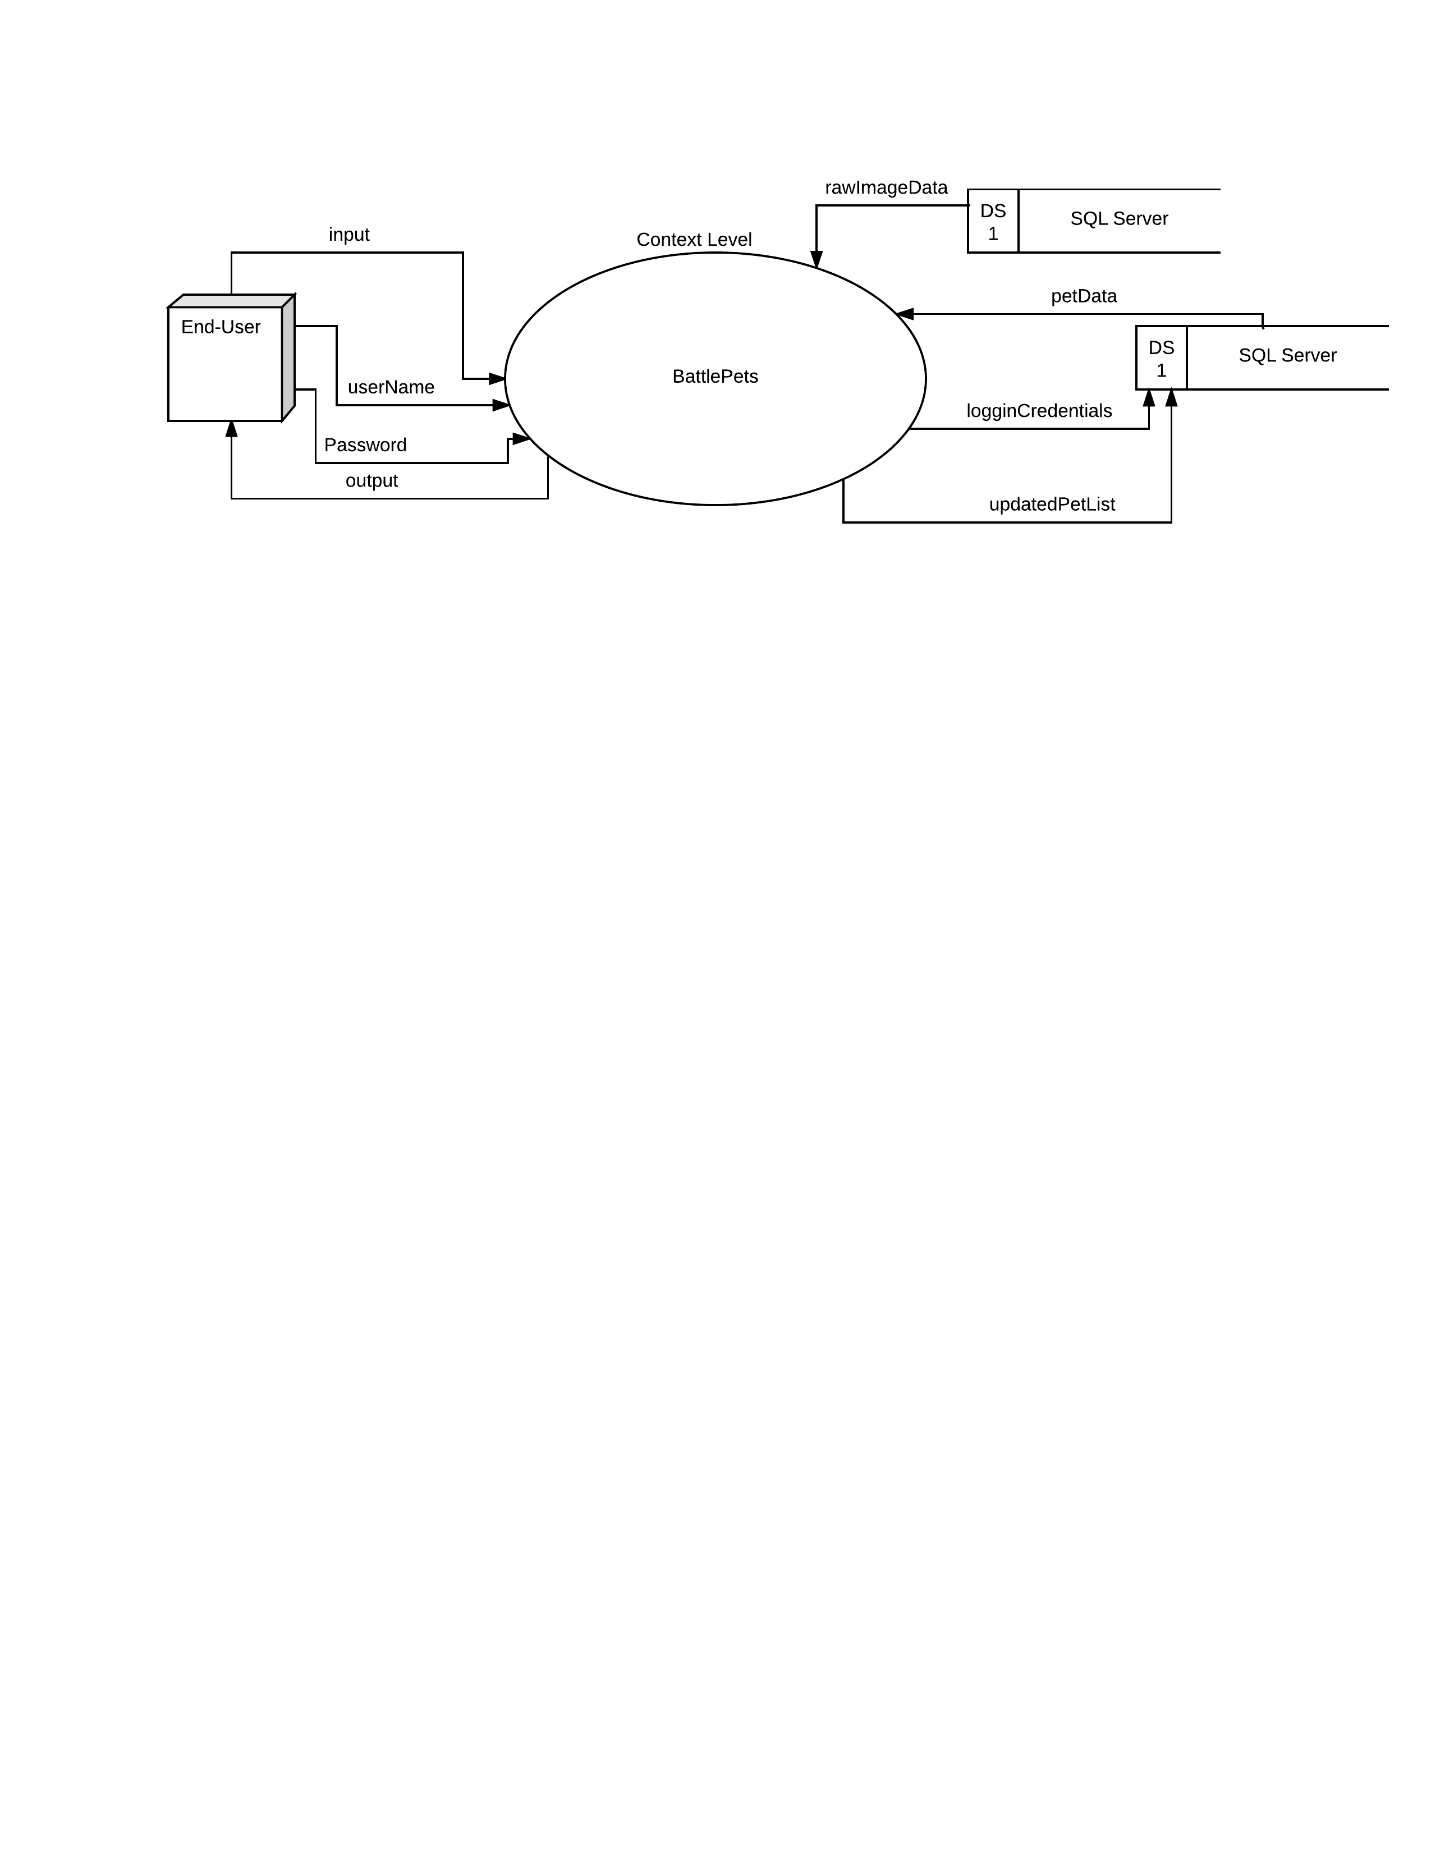 rawImageData
DS
1
SQL Server
input
Context Level
petData
End-User
DS
1
SQL Server
BattlePets
userName
logginCredentials
Password
output
updatedPetList